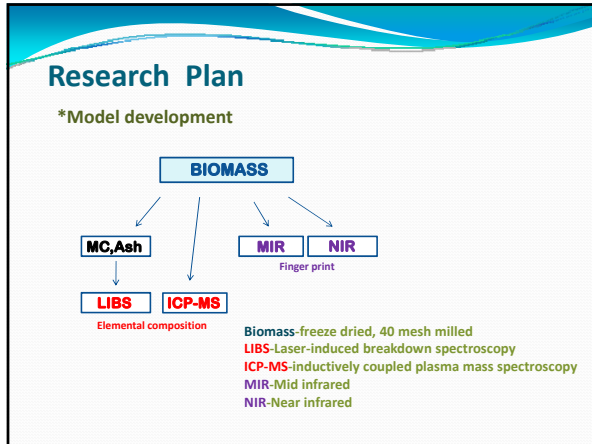 Research Plan
*Model development
BIOMASS
MC,Ash
MIR
NIR
Finger print
LIBS
ICP-MS
Elemental composition
Biomass-freeze dried, 40 mesh milled
LIBS-Laser-induced breakdown spectroscopy
ICP-MS-inductively coupled plasma mass spectroscopy
MIR-Mid infrared
NIR-Near infrared